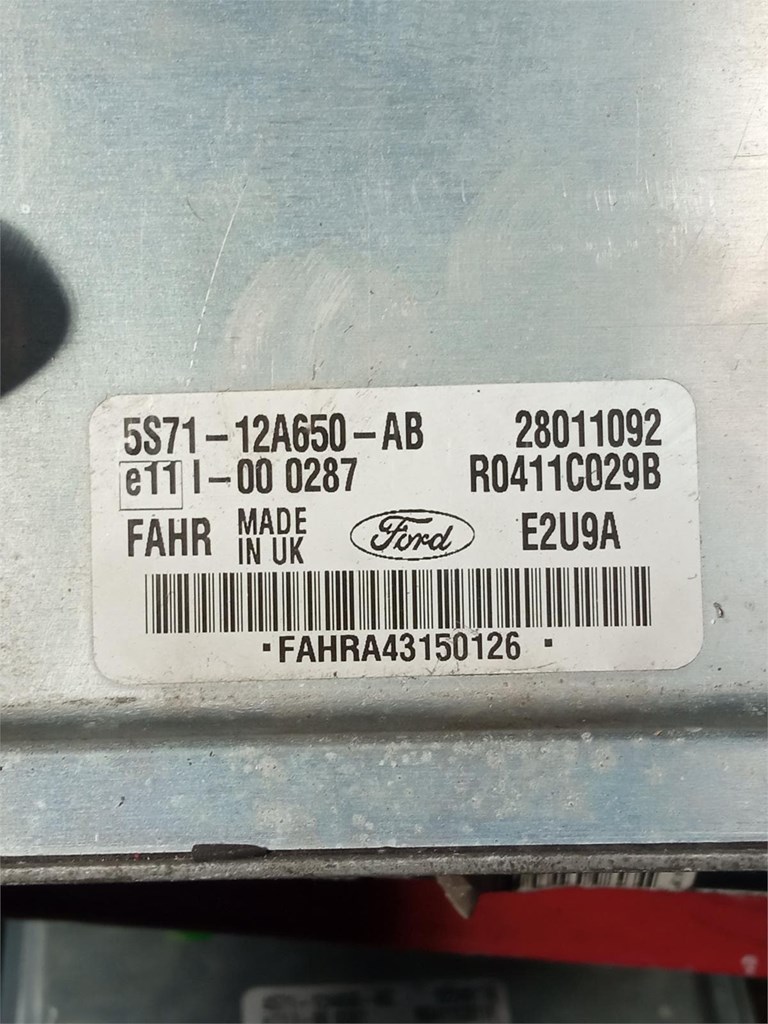 5S71-12A650-AB 28011092
e11 I-00 0287 R0411C029B
FAHR MADE IN UK Ford E2U9A
·FAHRA43150126 ·